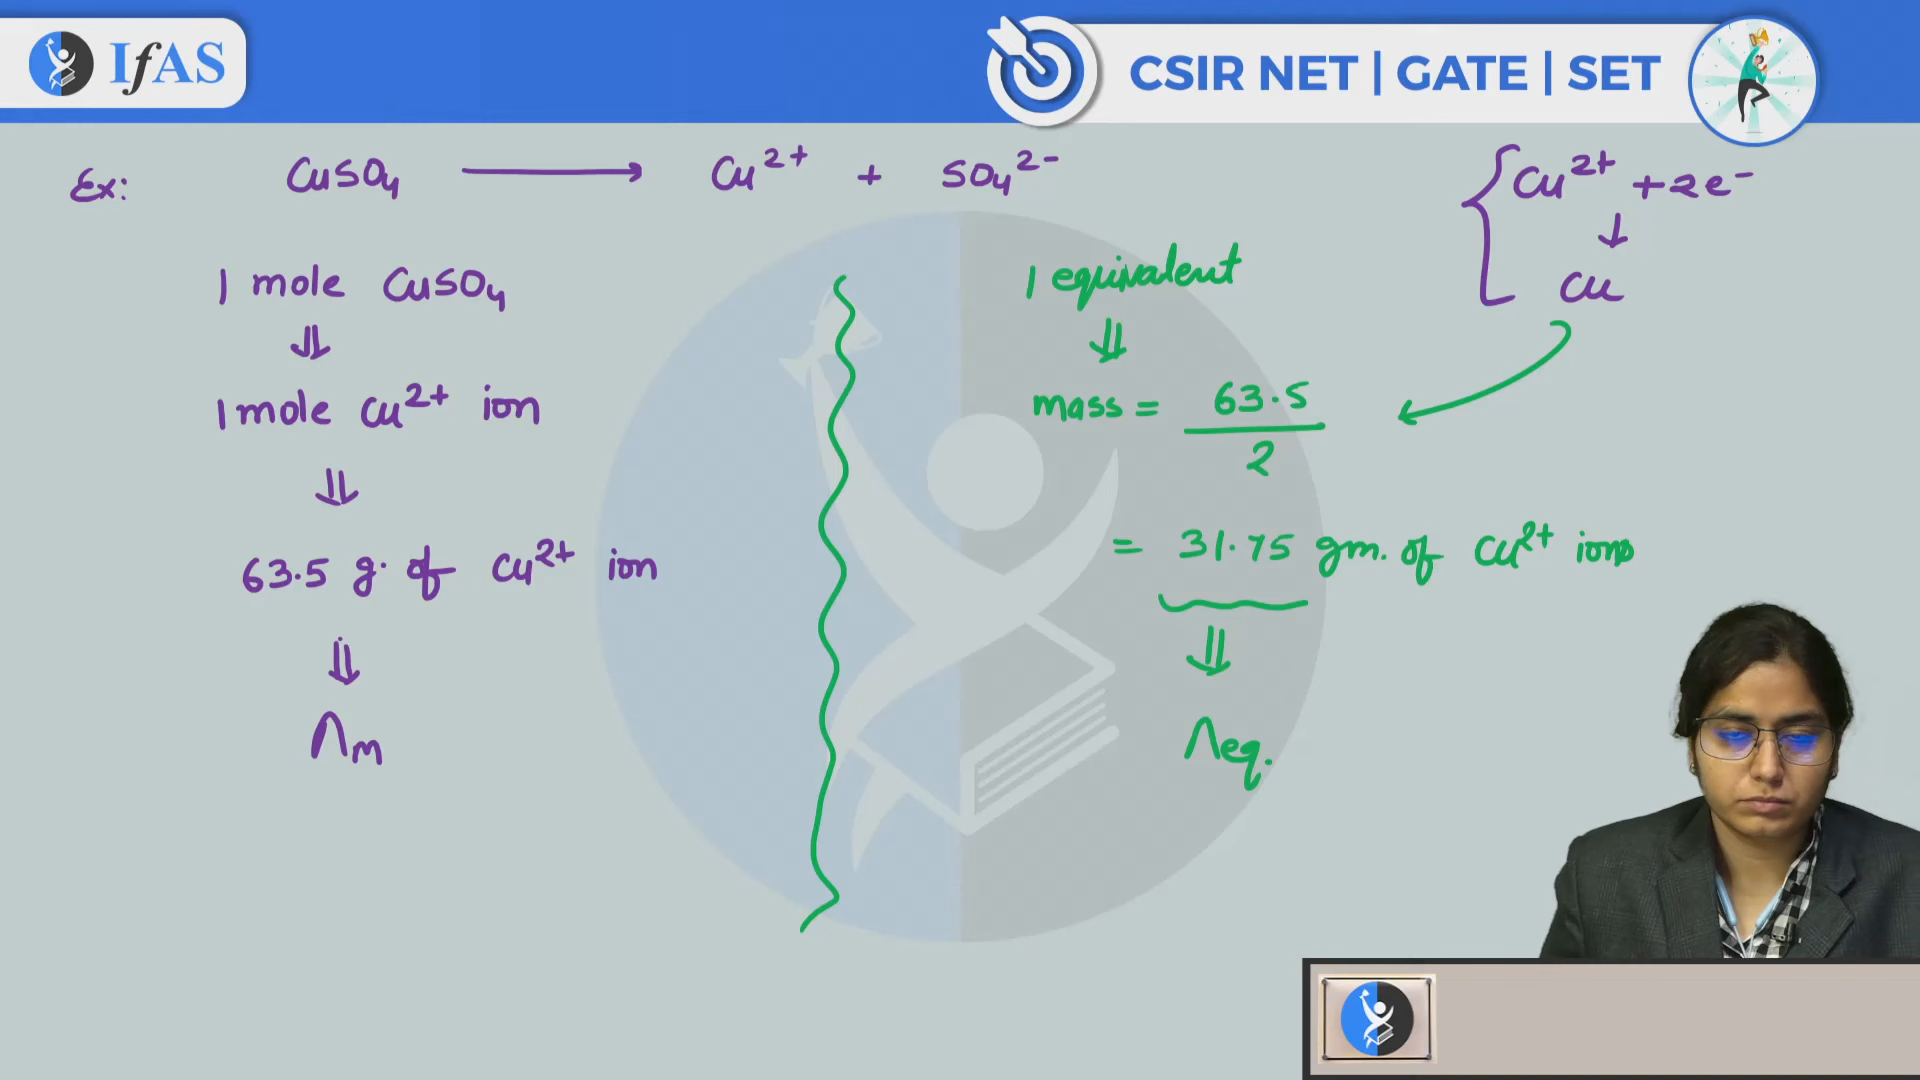 IfAS
CSIR NET | GATE | SET
Ex: CuSO₄ ⟶ Cu²⁺ + SO₄²⁻
{ Cu²⁺ + 2e⁻
↓
Cu
1 mole CuSO₄
⇓
1 mole Cu²⁺ ion
⇓
63.5 g. of Cu²⁺ ion
⇓
Λm
1 equivalent
⇓
mass = 63.5 / 2
= 31.75 gm. of Cu²⁺ ions
⇓
Λeq.